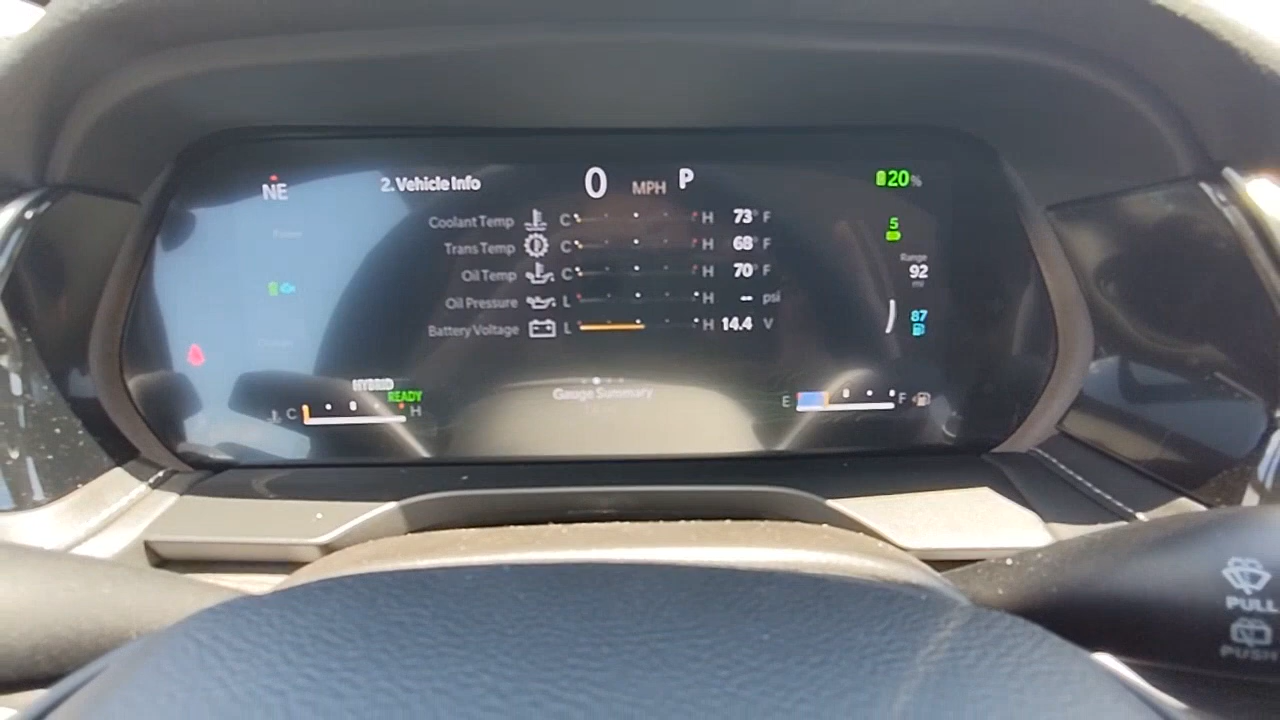 NE
2. Vehicle Info
0 MPH P
20%
Coolant Temp C H 73° F
5
Trans Temp C H 68° F
Range
Oil Temp C H 70° F
92
mi
Oil Pressure L H -- psi
87
Battery Voltage L H 14.4 V
HYBRID
READY
C H
Gauge Summary
E F
PULL
PUSH